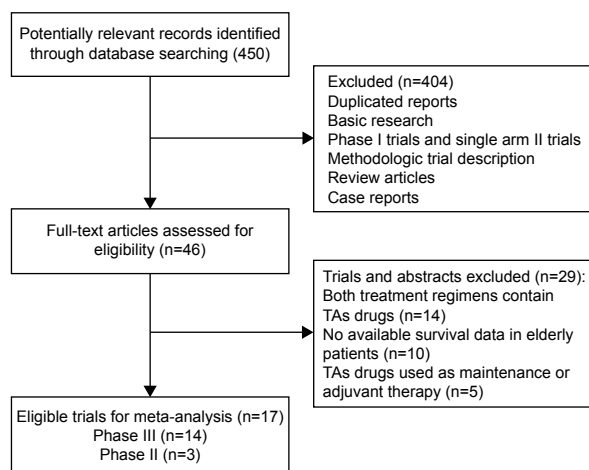 Potentially relevant records identified
through database searching (450)
Excluded (n=404)
Duplicated reports
Basic research
Phase I trials and single arm II trials
Methodologic trial description
Review articles
Case reports
Full-text articles assessed for
eligibility (n=46)
Trials and abstracts excluded (n=29):
Both treatment regimens contain
TAs drugs (n=14)
No available survival data in elderly
patients (n=10)
TAs drugs used as maintenance or
adjuvant therapy (n=5)
Eligible trials for meta-analysis (n=17)
Phase III (n=14)
Phase II (n=3)